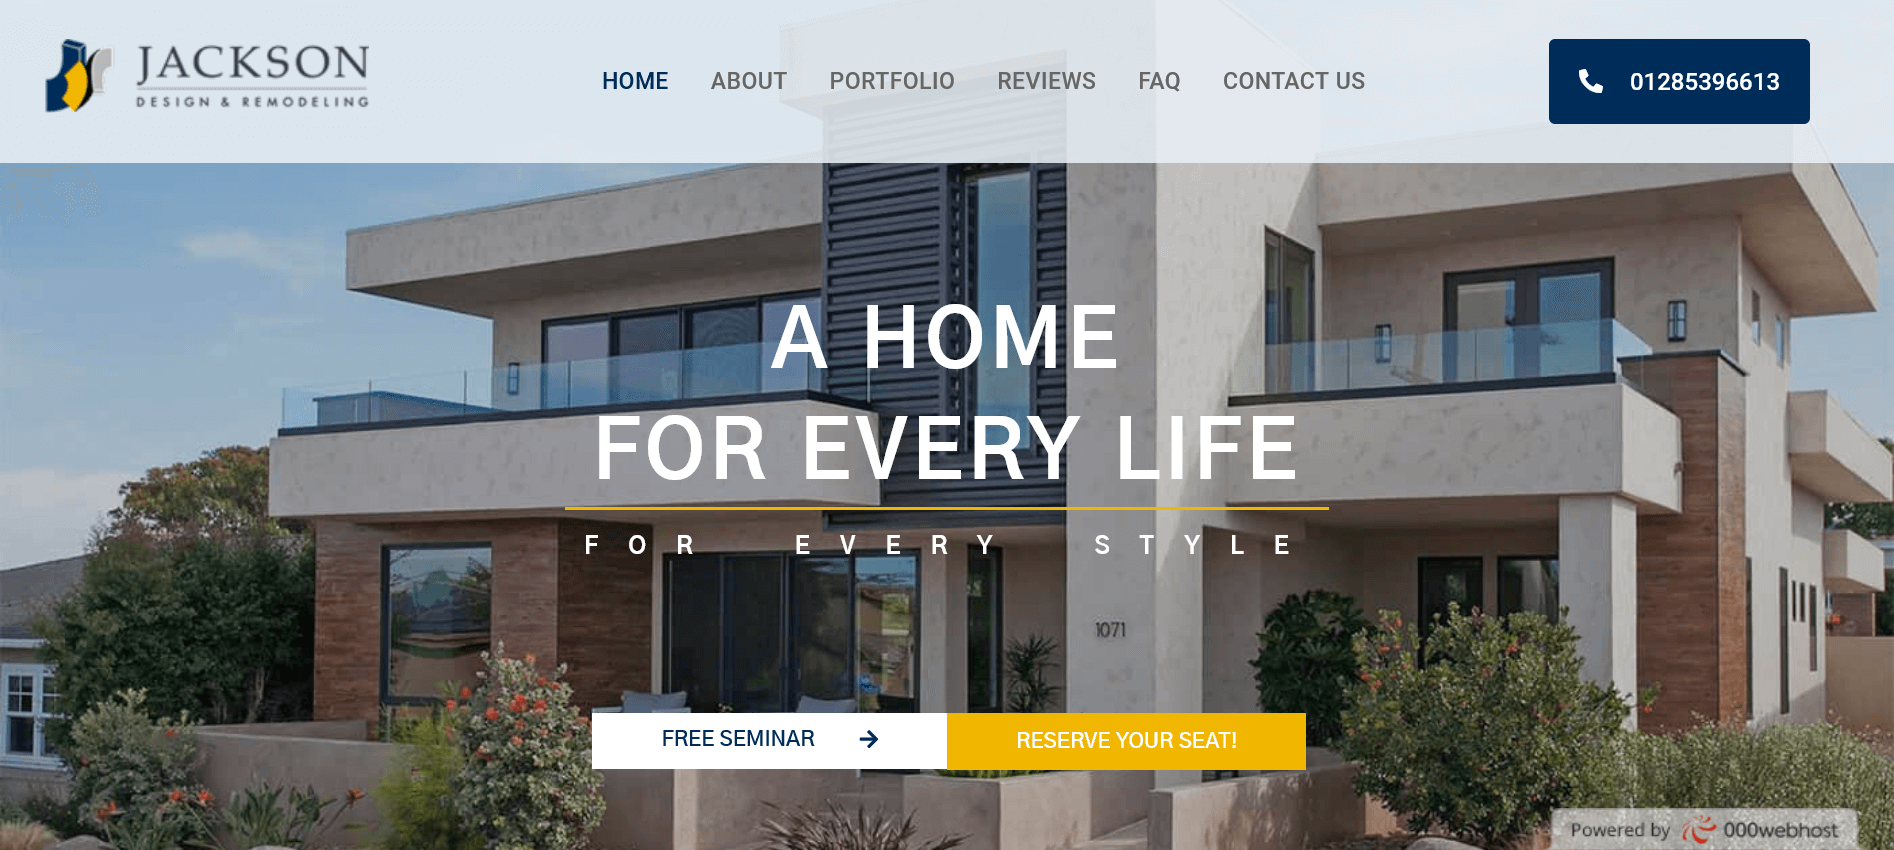 JACKSON
DESIGN & REMODELING
HOME ABOUT PORTFOLIO REVIEWS FAQ CONTACT US
01285396613
A HOME
FOR EVERY LIFE
FOR EVERY STYLE
1071
FREE SEMINAR
RESERVE YOUR SEAT!
Powered by 000webhost